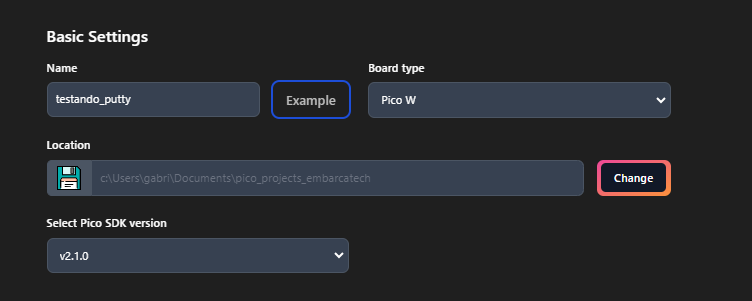 Basic Settings
Name
Board type
testando_putty
Example
Pico W
Location
c:\Users\gabri\Documents\pico_projects_embarcatech
Change
Select Pico SDK version
v2.1.0